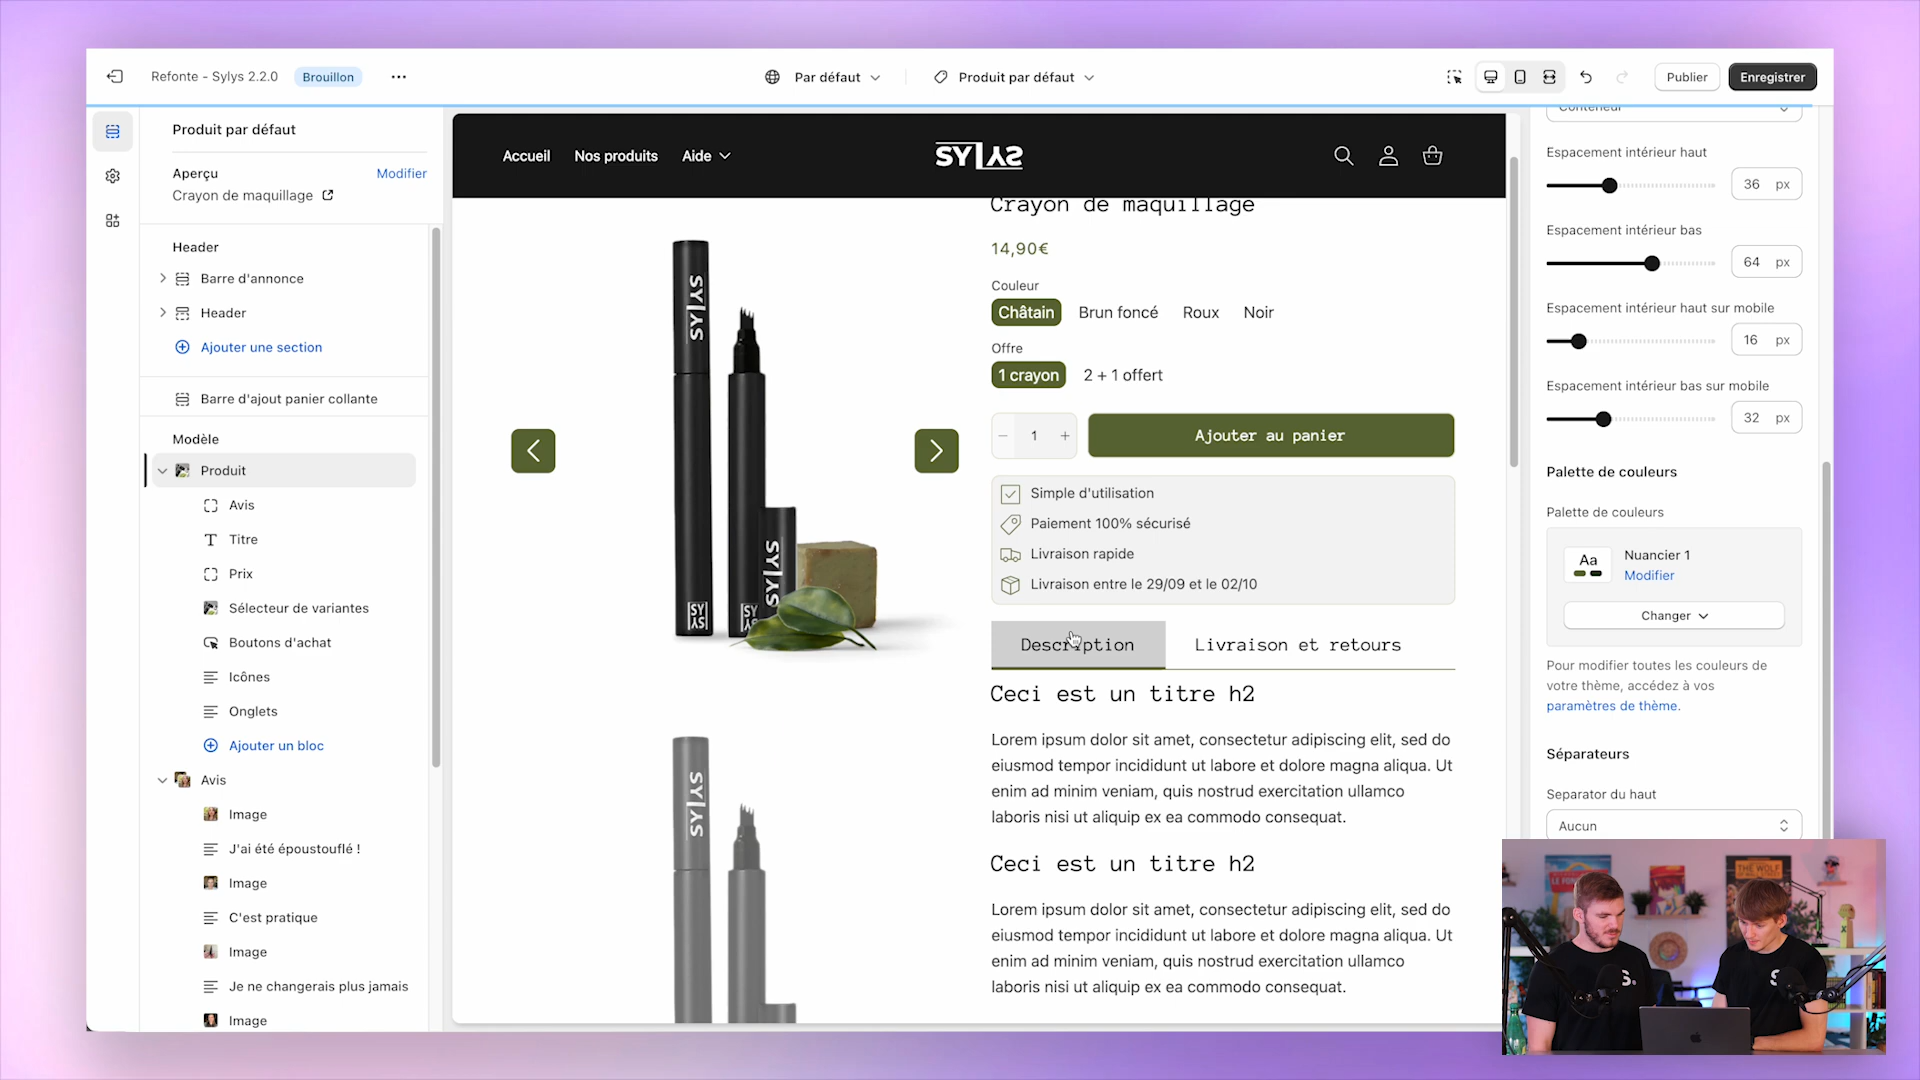 Refonte - Sylys 2.2.0
Brouillon
Par défaut
Produit par défaut
Publier
Enregistrer
Produit par défaut
Aperçu
Modifier
Crayon de maquillage
Header
Barre d'annonce
Header
Ajouter une section
Barre d'ajout panier collante
Modèle
Produit
Avis
Titre
Prix
Sélecteur de variantes
Boutons d'achat
Icônes
Onglets
Ajouter un bloc
Avis
Image
J'ai été époustouflé !
Image
C'est pratique
Image
Je ne changerais plus jamais
Image
Accueil
Nos produits
Aide
SYLYS
Crayon de maquillage
14,90€
Couleur
Châtain
Brun foncé
Roux
Noir
Offre
1 crayon
2 + 1 offert
1
Ajouter au panier
Simple d'utilisation
Paiement 100% sécurisé
Livraison rapide
Livraison entre le 29/09 et le 02/10
Description
Livraison et retours
Ceci est un titre h2
Lorem ipsum dolor sit amet, consectetur adipiscing elit, sed do
eiusmod tempor incididunt ut labore et dolore magna aliqua. Ut
enim ad minim veniam, quis nostrud exercitation ullamco
laboris nisi ut aliquip ex ea commodo consequat.
Ceci est un titre h2
Lorem ipsum dolor sit amet, consectetur adipiscing elit, sed do
eiusmod tempor incididunt ut labore et dolore magna aliqua. Ut
enim ad minim veniam, quis nostrud exercitation ullamco
laboris nisi ut aliquip ex ea commodo consequat.
SYLYS
SYLYS
SYLYS
Conteneur
Espacement intérieur haut
36 px
Espacement intérieur bas
64 px
Espacement intérieur haut sur mobile
16 px
Espacement intérieur bas sur mobile
32 px
Palette de couleurs
Palette de couleurs
Aa
Nuancier 1
Modifier
Changer
Pour modifier toutes les couleurs de
votre thème, accédez à vos
paramètres de thème.
Séparateurs
Separator du haut
Aucun
THE WOLF
S.